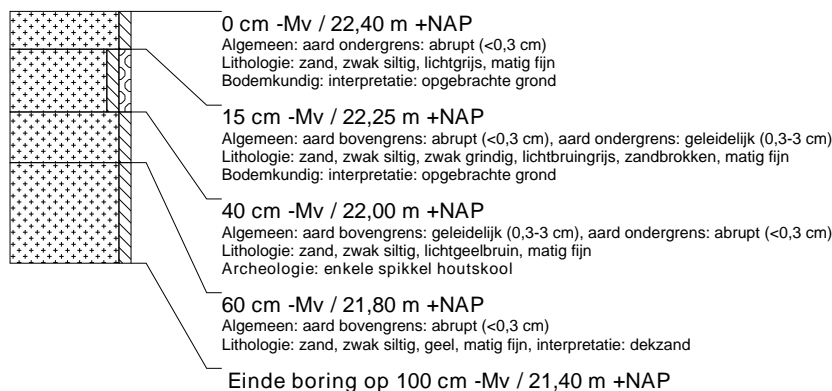 0 cm -Mv / 22,40 m +NAP
Algemeen: aard ondergrens: abrupt (<0,3 cm)
Lithologie: zand, zwak siltig, lichtgrijs, matig fijn
Bodemkundig: interpretatie: opgebrachte grond
15 cm -Mv / 22,25 m +NAP
Algemeen: aard bovengrens: abrupt (<0,3 cm), aard ondergrens: geleidelijk (0,3-3 cm)
Lithologie: zand, zwak siltig, zwak grindig, lichtbruingrijs, zandbrokken, matig fijn
Bodemkundig: interpretatie: opgebrachte grond
40 cm -Mv / 22,00 m +NAP
Algemeen: aard bovengrens: geleidelijk (0,3-3 cm), aard ondergrens: abrupt (<0,3 cm)
Lithologie: zand, zwak siltig, lichtgeelbruin, matig fijn
Archeologie: enkele spikkel houtskool
60 cm -Mv / 21,80 m +NAP
Algemeen: aard bovengrens: abrupt (<0,3 cm)
Lithologie: zand, zwak siltig, geel, matig fijn, interpretatie: dekzand
Einde boring op 100 cm -Mv / 21,40 m +NAP